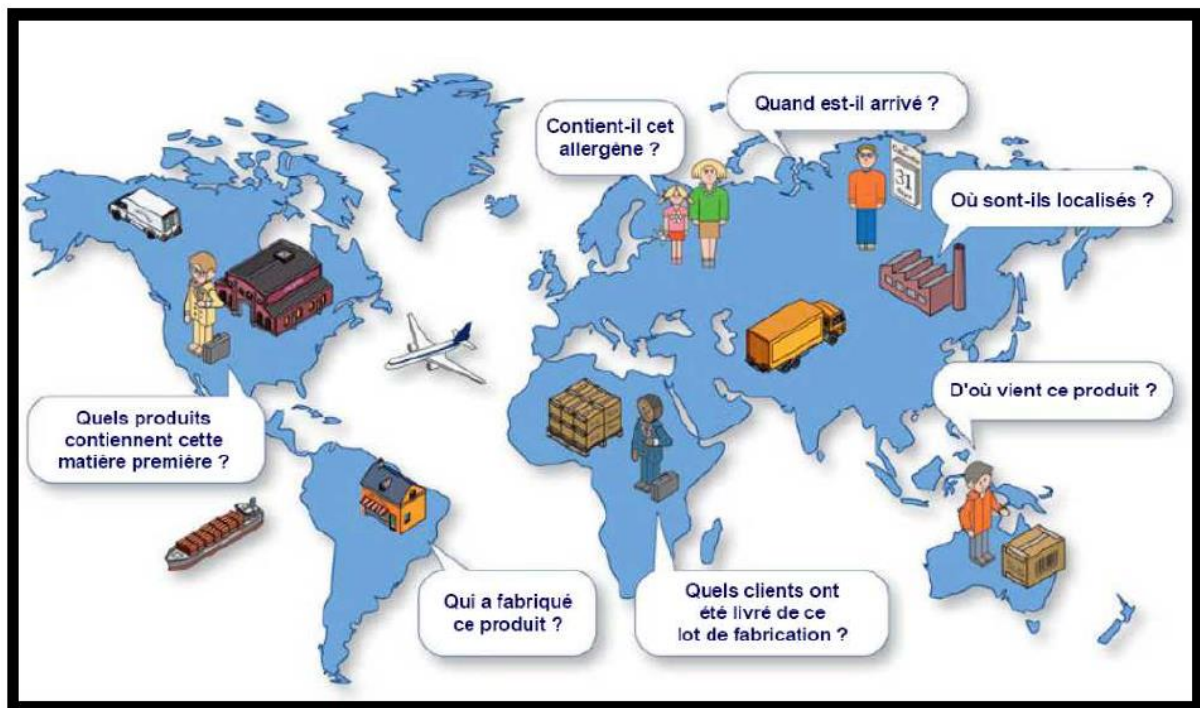 Quand est-il arrivé ?
Contient-il cet
allergène ?
31
Où sont-ils localisés ?
D'où vient ce produit ?
Quels produits
contiennent cette
matière première ?
Qui a fabriqué
ce produit ?
Quels clients ont
été livré de ce
lot de fabrication ?